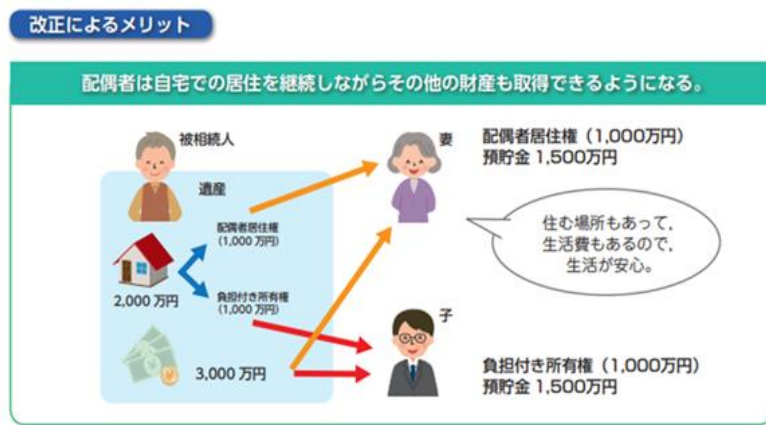 改正によるメリット
配偶者は自宅での居住を継続しながらその他の財産も取得できるようになる。
被相続人
遺産
配偶者居住権
(1,000万円)
2,000万円
負担付き所有権
(1,000万円)
3,000万円
妻
配偶者居住権（1,000万円）
預貯金 1,500万円
住む場所もあって，
生活費もあるので，
生活が安心。
子
負担付き所有権（1,000万円）
預貯金 1,500万円